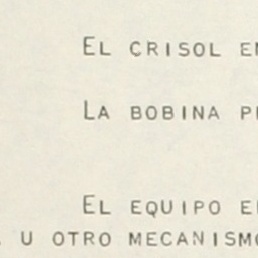 EL CRISOL
LA BOBINA
EL EQUIPO
U OTRO MECANISMO